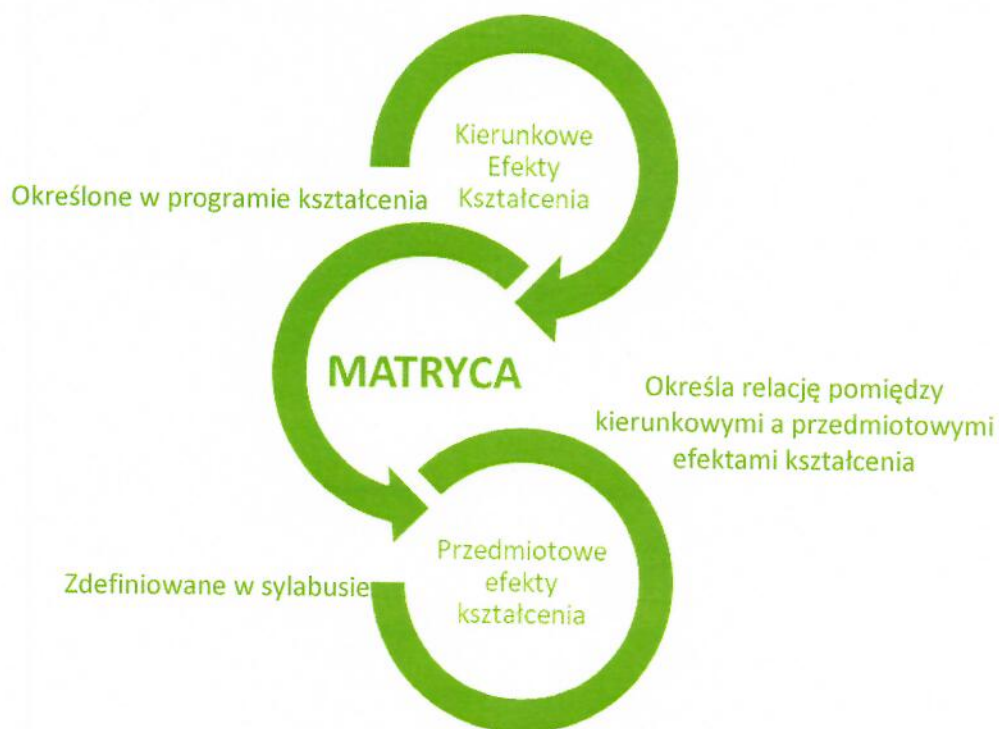 Kierunkowe
Efekty
Kształcenia
Określone w programie kształcenia
MATRYCA
Określa relację pomiędzy
kierunkowymi a przedmiotowymi
efektami kształcenia
Przedmiotowe
efekty
kształcenia
Zdefiniowane w sylabusie